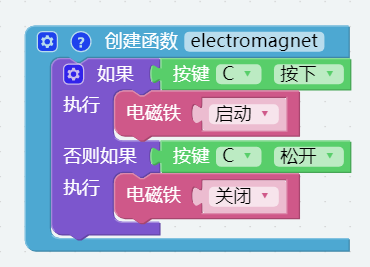 ? 创建函数 electromagnet
如果 按键 C 按下
执行 电磁铁 启动
否则如果 按键 C 松开
执行 电磁铁 关闭